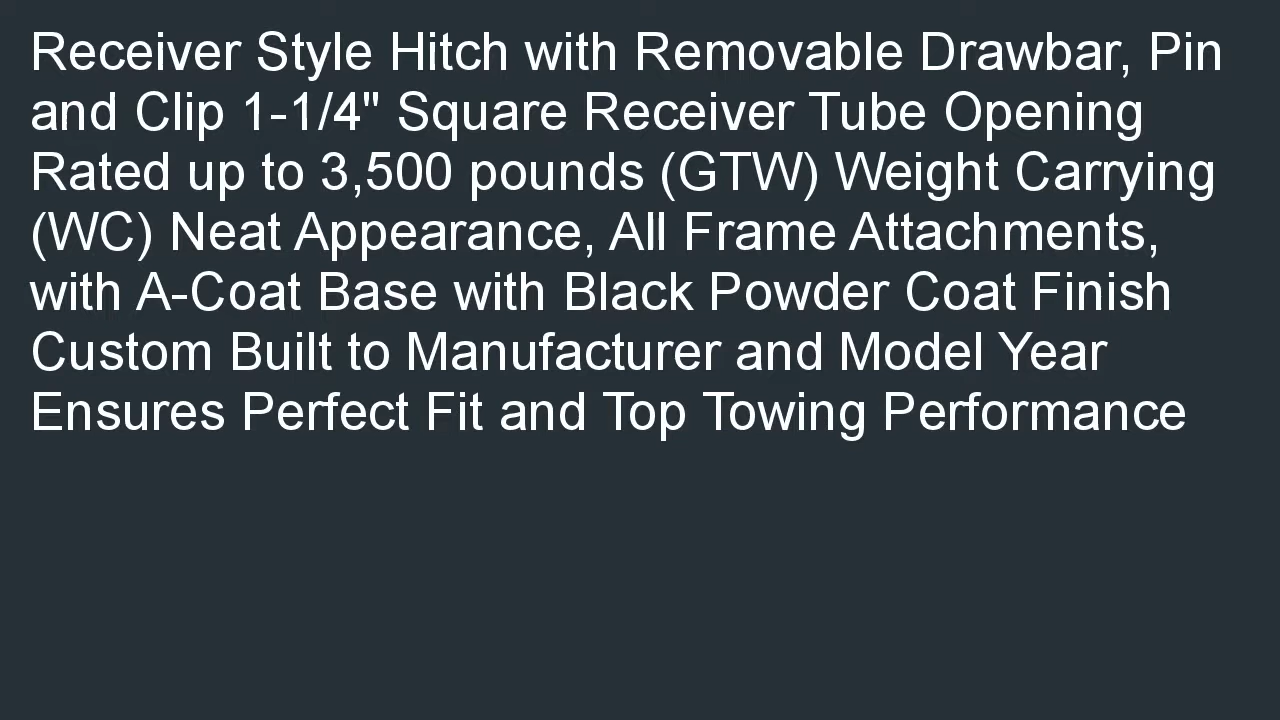 Receiver Style Hitch with Removable Drawbar, Pin
and Clip 1-1/4" Square Receiver Tube Opening
Rated up to 3,500 pounds (GTW) Weight Carrying
(WC) Neat Appearance, All Frame Attachments,
with A-Coat Base with Black Powder Coat Finish
Custom Built to Manufacturer and Model Year
Ensures Perfect Fit and Top Towing Performance